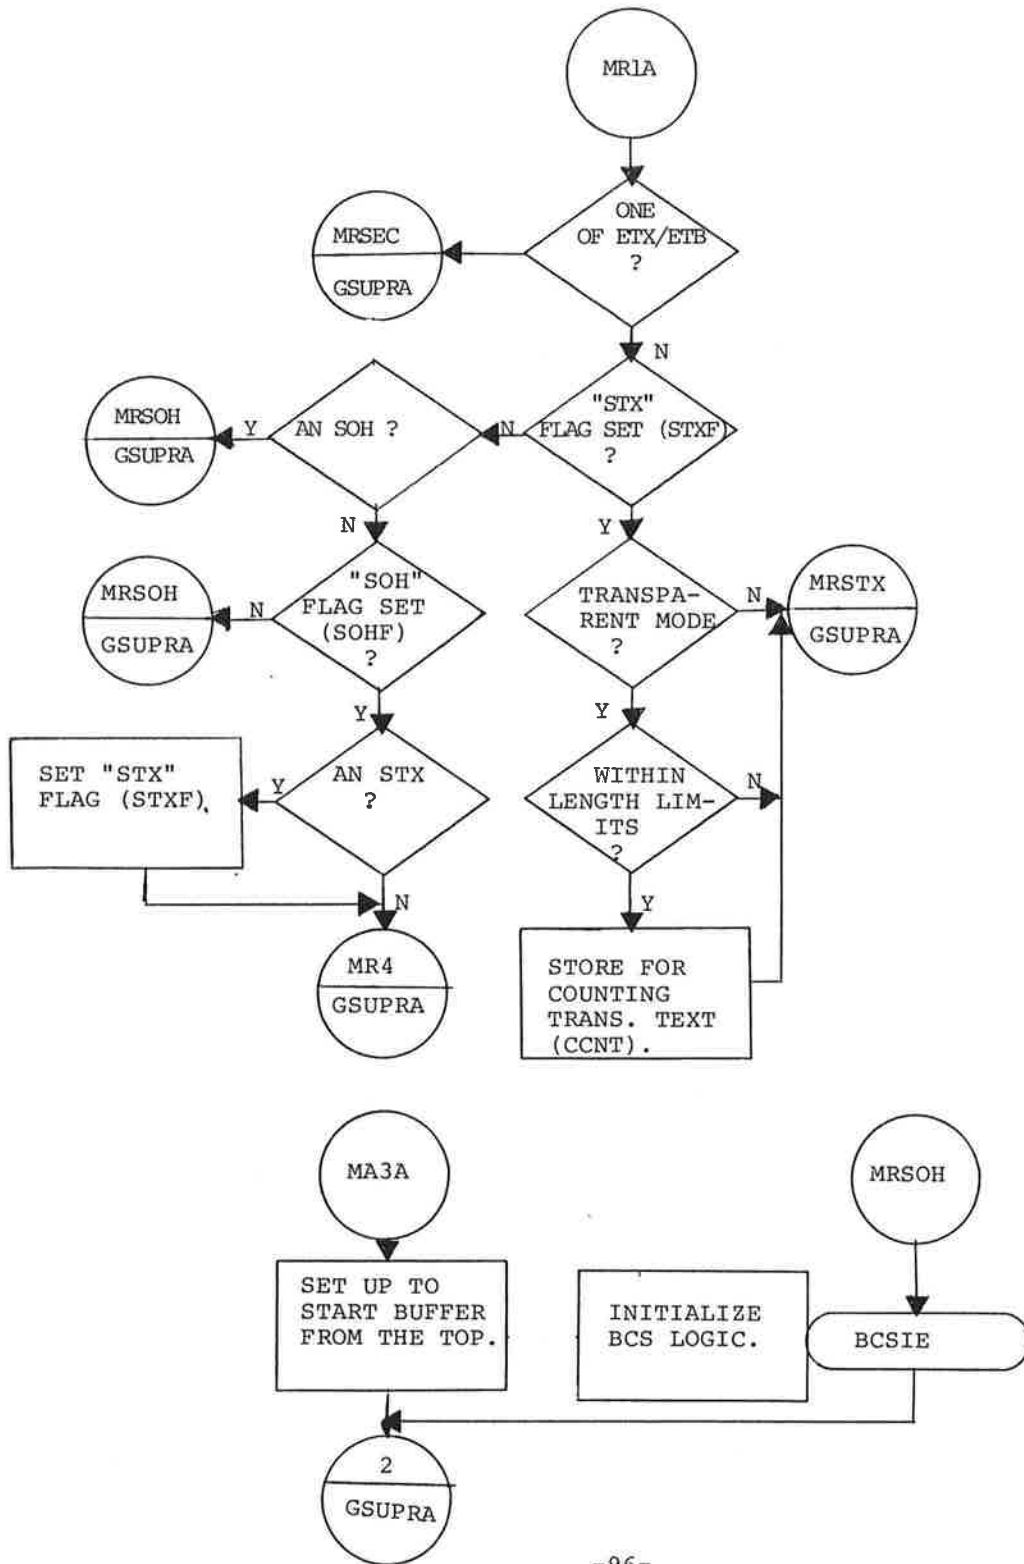 MR1A
ONE
OF ETX/ETB
?
MRSEC
GSUPRA
N
"STX"
FLAG SET (STXF)
?
N
AN SOH ?
Y
MRSOH
GSUPRA
N
"SOH"
FLAG SET
(SOHF)
?
N
MRSOH
GSUPRA
Y
TRANSPA-
RENT MODE
?
N
MRSTX
GSUPRA
Y
AN STX
?
Y
SET "STX"
FLAG (STXF).
N
MR4
GSUPRA
Y
WITHIN
LENGTH LIM-
ITS
?
N
Y
STORE FOR
COUNTING
TRANS. TEXT
(CCNT).
MA3A
SET UP TO
START BUFFER
FROM THE TOP.
MRSOH
INITIALIZE
BCS LOGIC.
BCSIE
2
GSUPRA
-96-